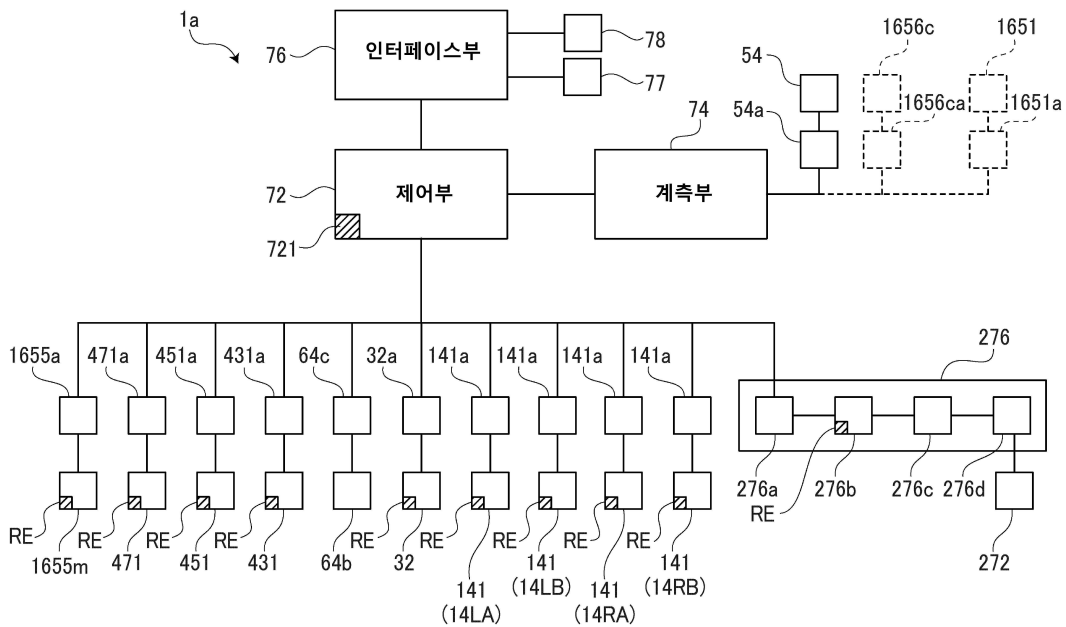 1a
76
인터페이스부
78
77
1656c
1651
54
1656ca
1651a
74
54a
72
제어부
계측부
721
276
1655a
471a
451a
431a
64c
32a
141a
141a
141a
141a
276a
276b
276c
276d
RE
RE
RE
RE
RE
RE
RE
RE
RE
RE
1655m
471
451
431
64b
32
141
(14LA)
141
(14LB)
141
(14RA)
141
(14RB)
272